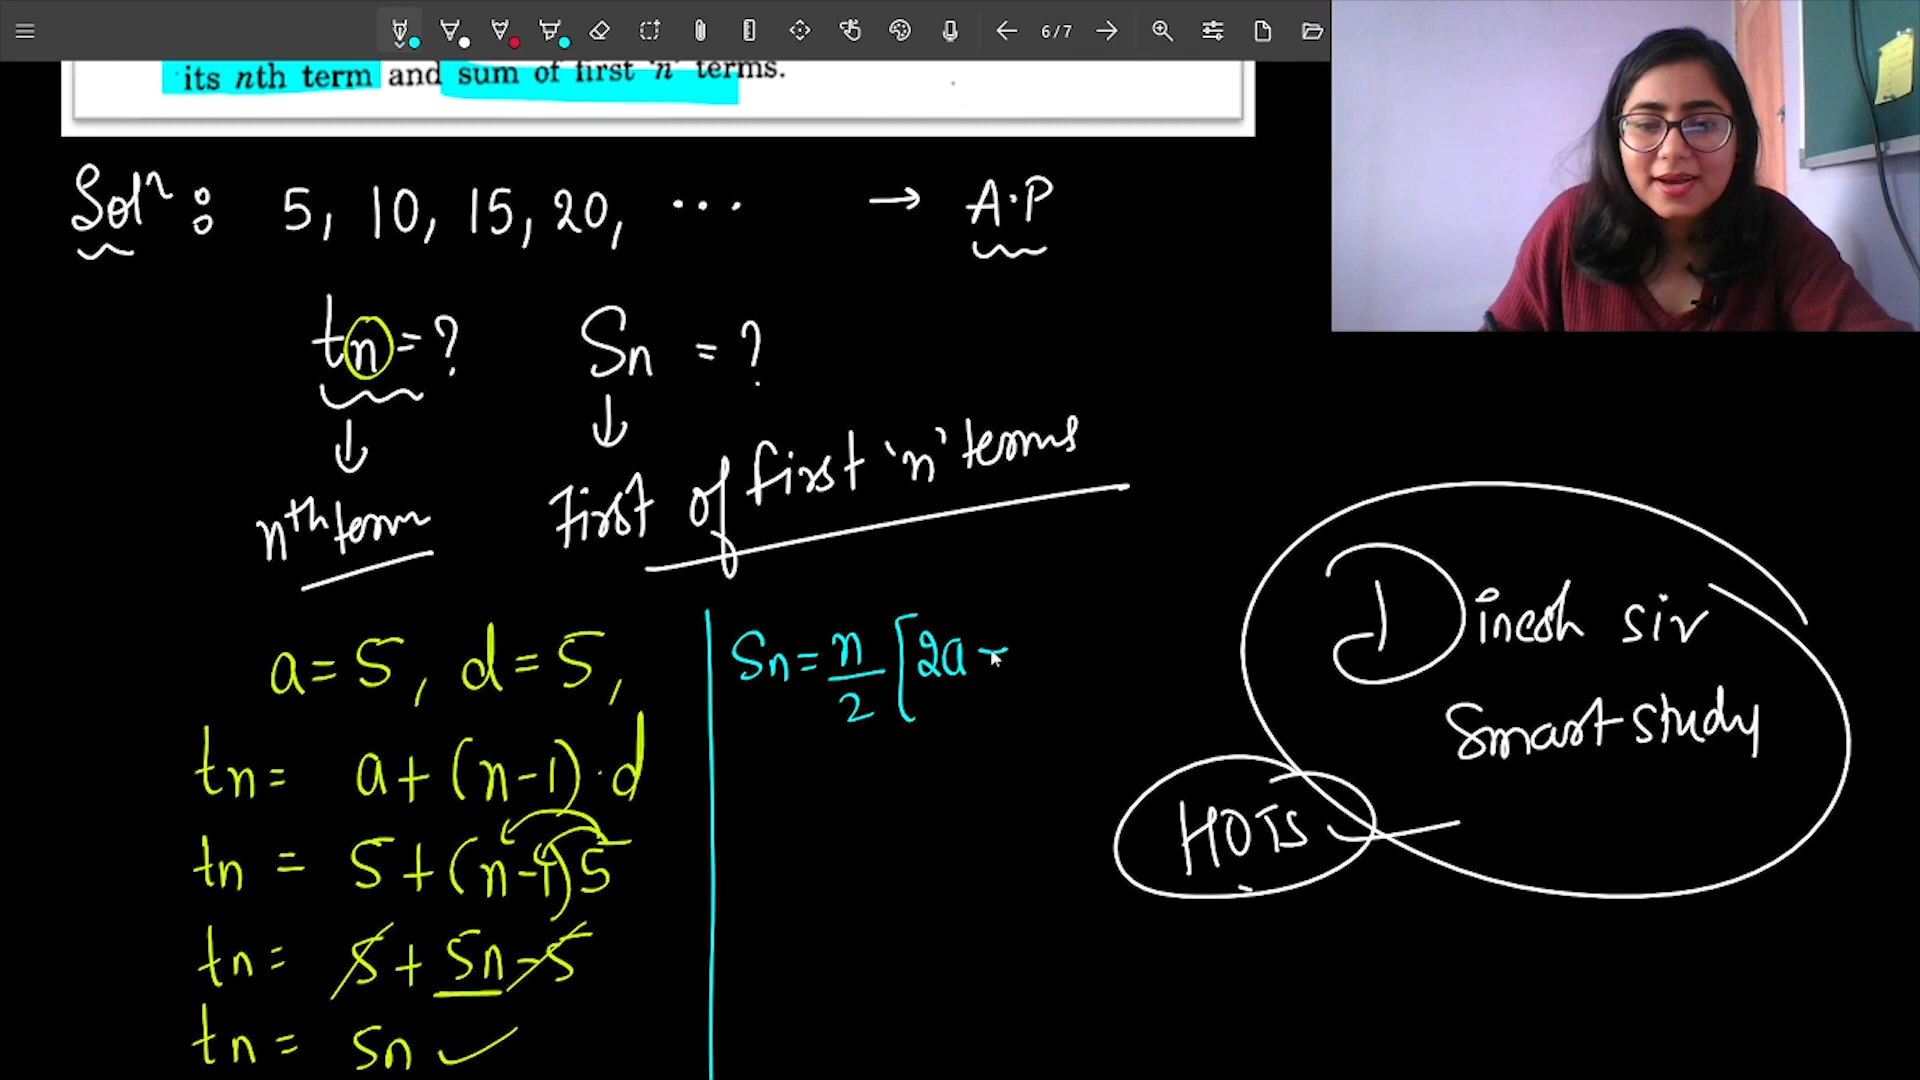 6/7
its nth term and sum of first 'n' terms.
Solⁿ : 5, 10, 15, 20, ... → A.P
tn = ? Sn = ?
↓ ↓
nth term First of first 'n' terms
a = 5, d = 5,
tn = a + (n-1)·d
tn = 5 + (n-1)5
tn = 5 + 5n - 5
tn = 5n ✓
Sn = n/2 [2a -
Dinesh sir
Smart study
HOTS